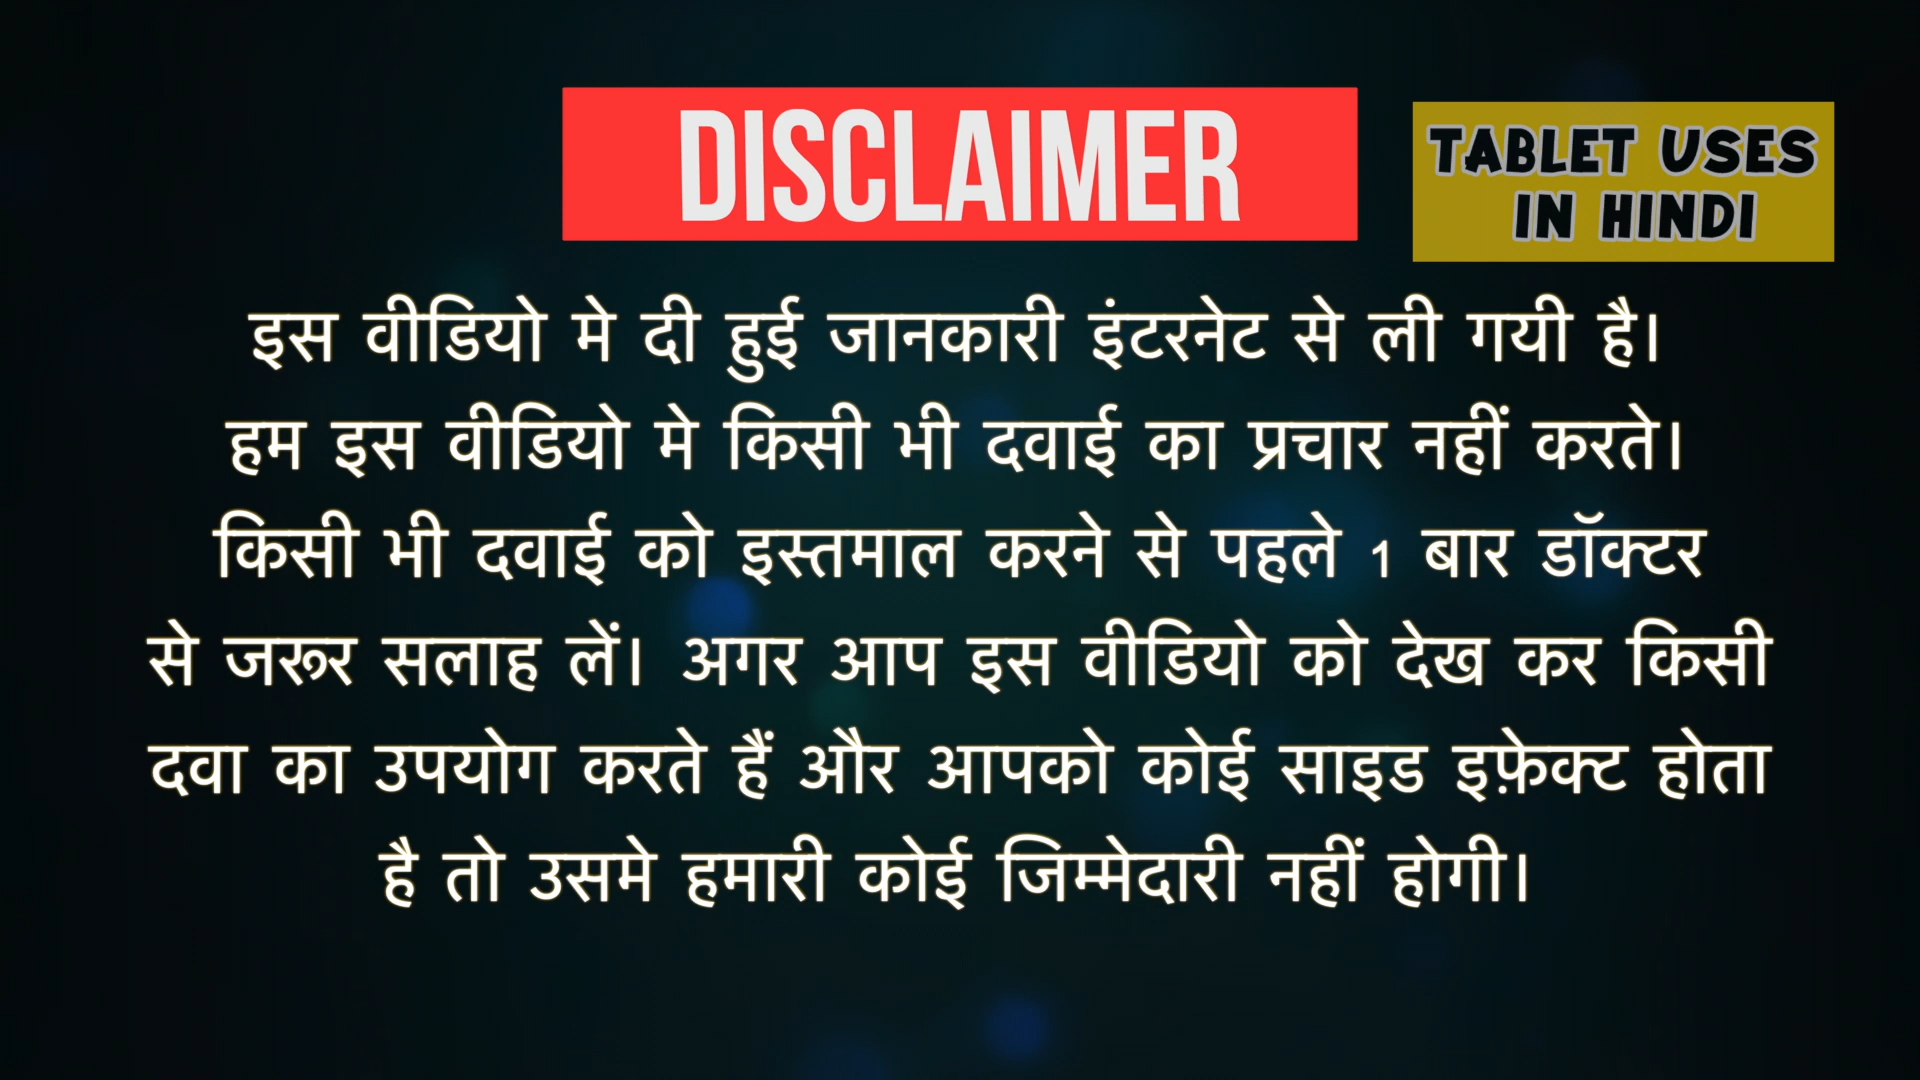 DISCLAIMER
TABLET USES
IN HINDI
इस वीडियो मे दी हुई जानकारी इंटरनेट से ली गयी है।
हम इस वीडियो मे किसी भी दवाई का प्रचार नहीं करते।
किसी भी दवाई को इस्तमाल करने से पहले 1 बार डॉक्टर
से जरूर सलाह लें। अगर आप इस वीडियो को देख कर किसी
दवा का उपयोग करते हैं और आपको कोई साइड इफ़ेक्ट होता
है तो उसमे हमारी कोई जिम्मेदारी नहीं होगी।